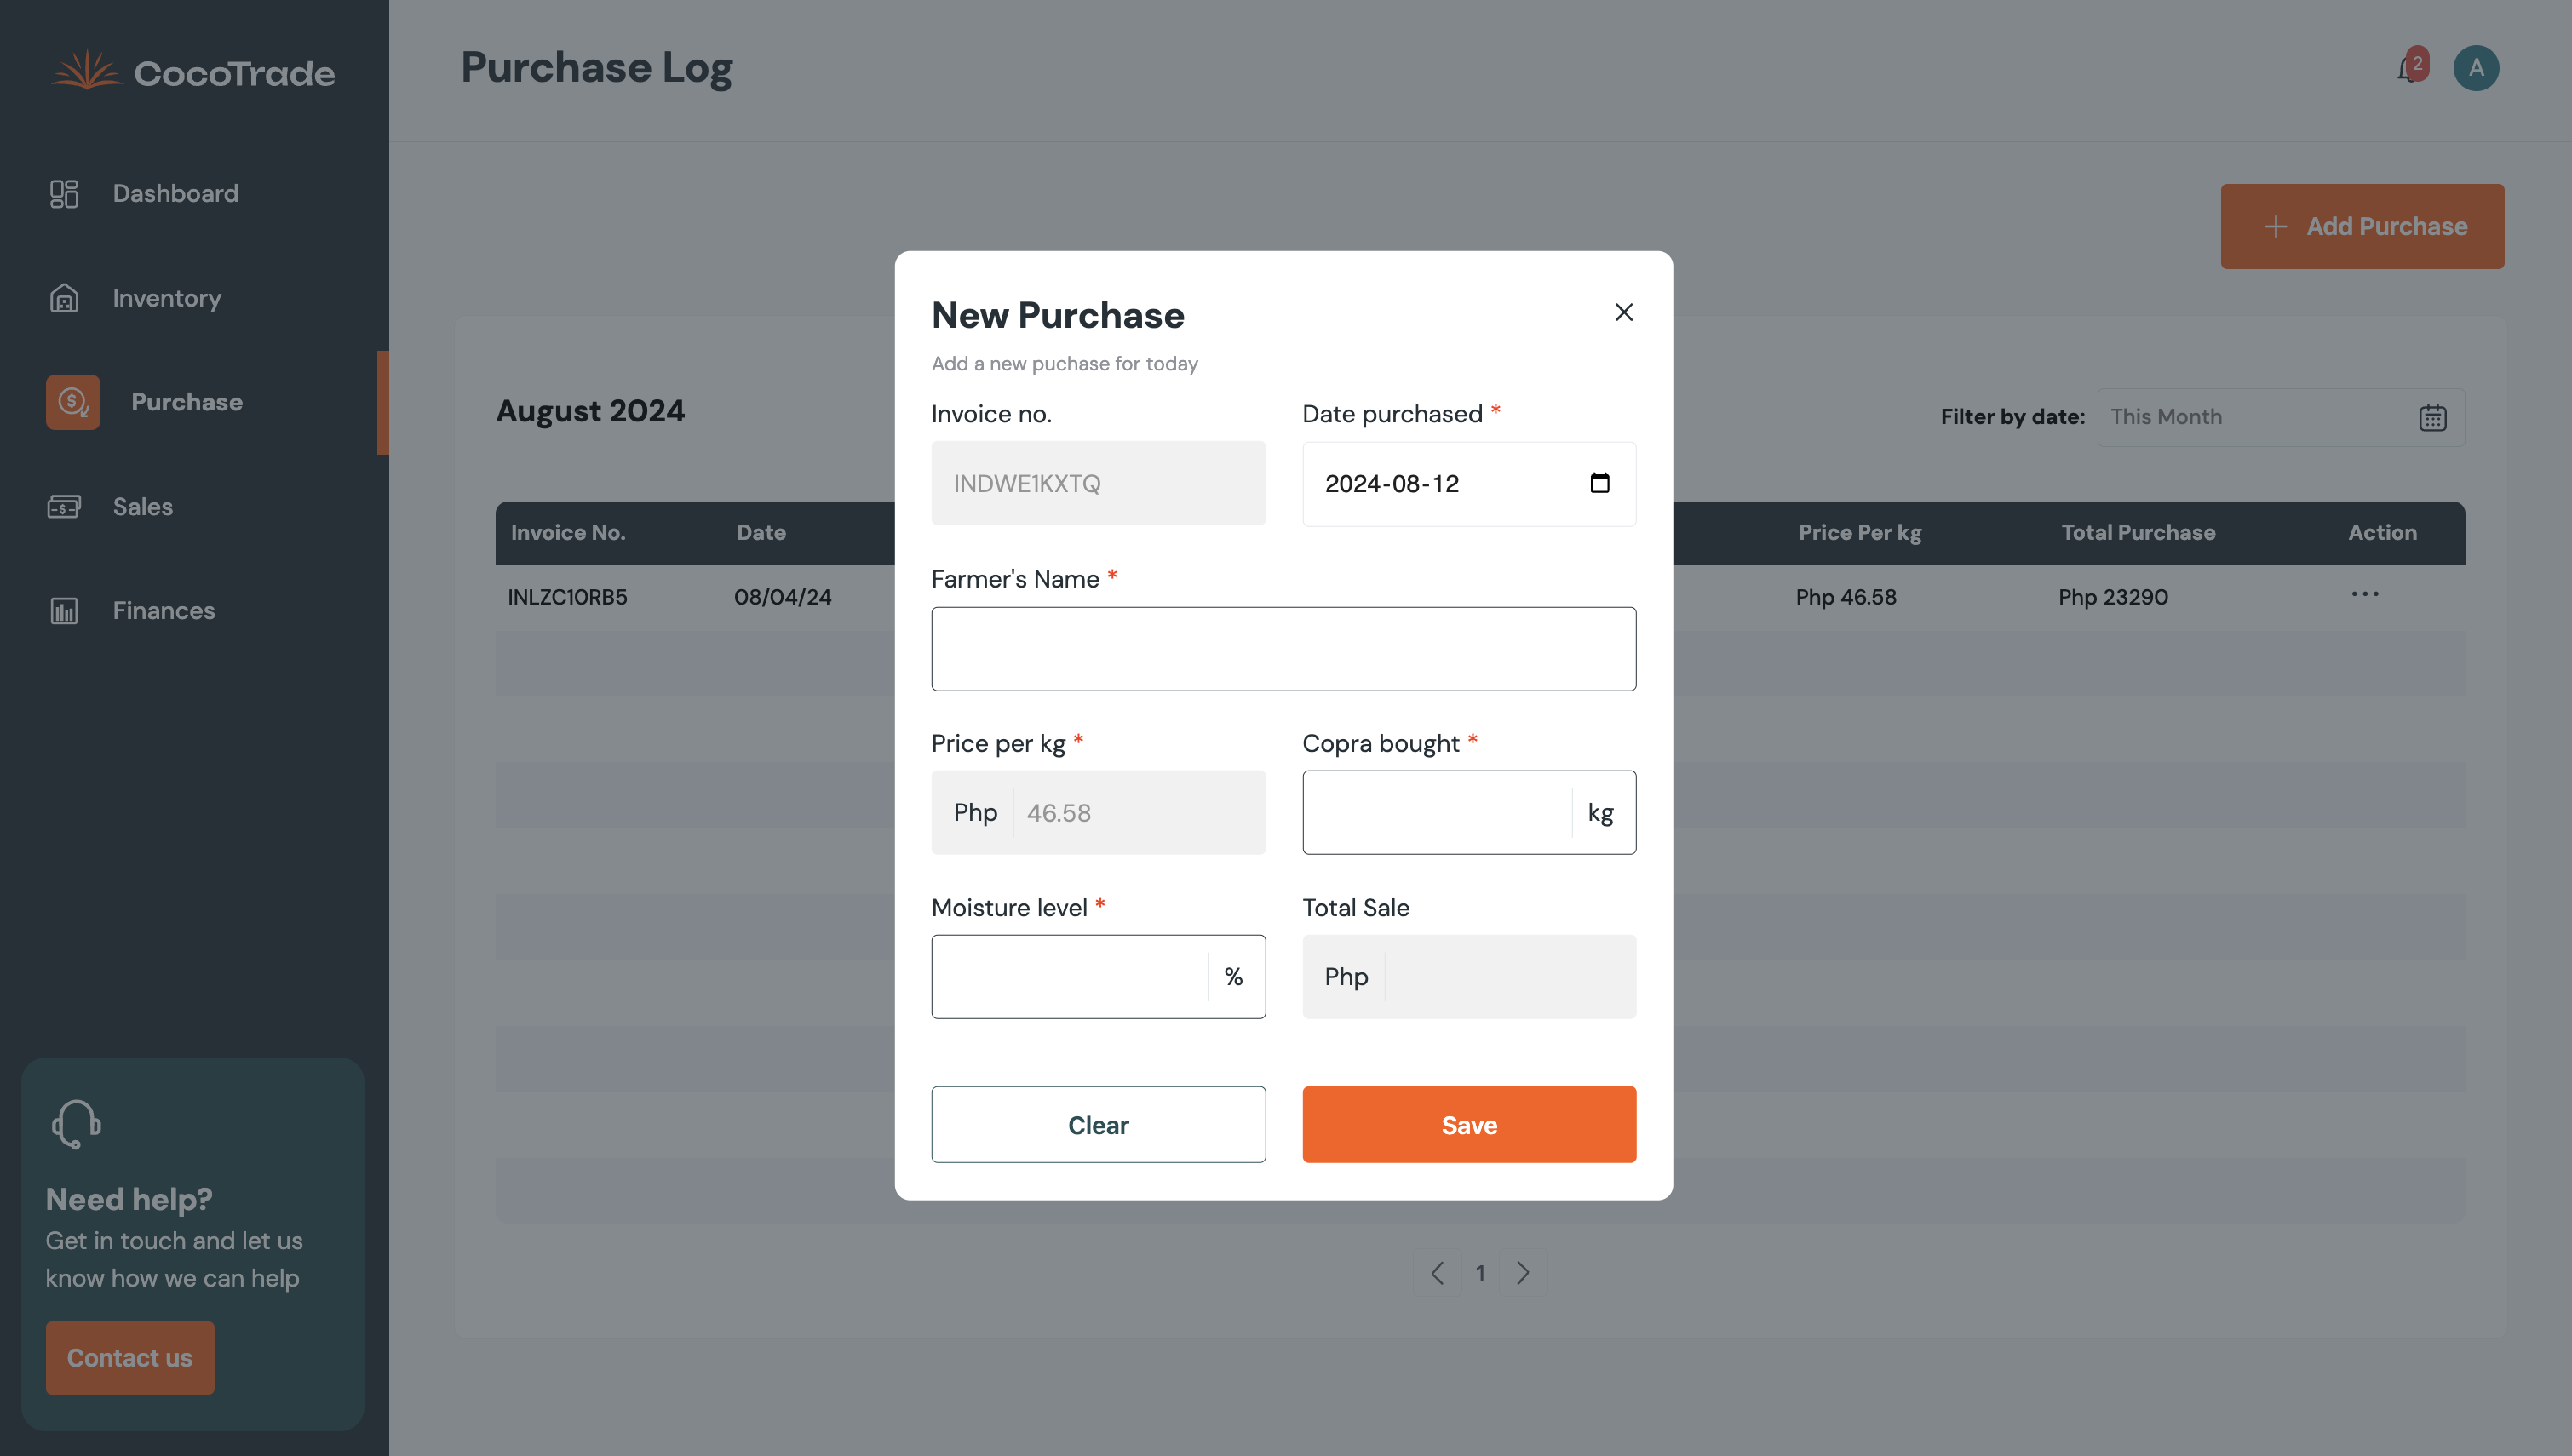 CocoTrade
Purchase Log
2
A
Dashboard
Inventory
Purchase
Sales
Finances
Need help?
Get in touch and let us
know how we can help
Contact us
+ Add Purchase
August 2024
Filter by date: This Month
Invoice No. Date Price Per kg Total Purchase Action
INLZC10RB5 08/04/24 Php 46.58 Php 23290 ...
1
New Purchase
Add a new puchase for today
Invoice no. Date purchased *
INDWE1KXTQ 2024-08-12
Farmer's Name *
Price per kg * Copra bought *
Php 46.58 kg
Moisture level * Total Sale
% Php
Clear Save